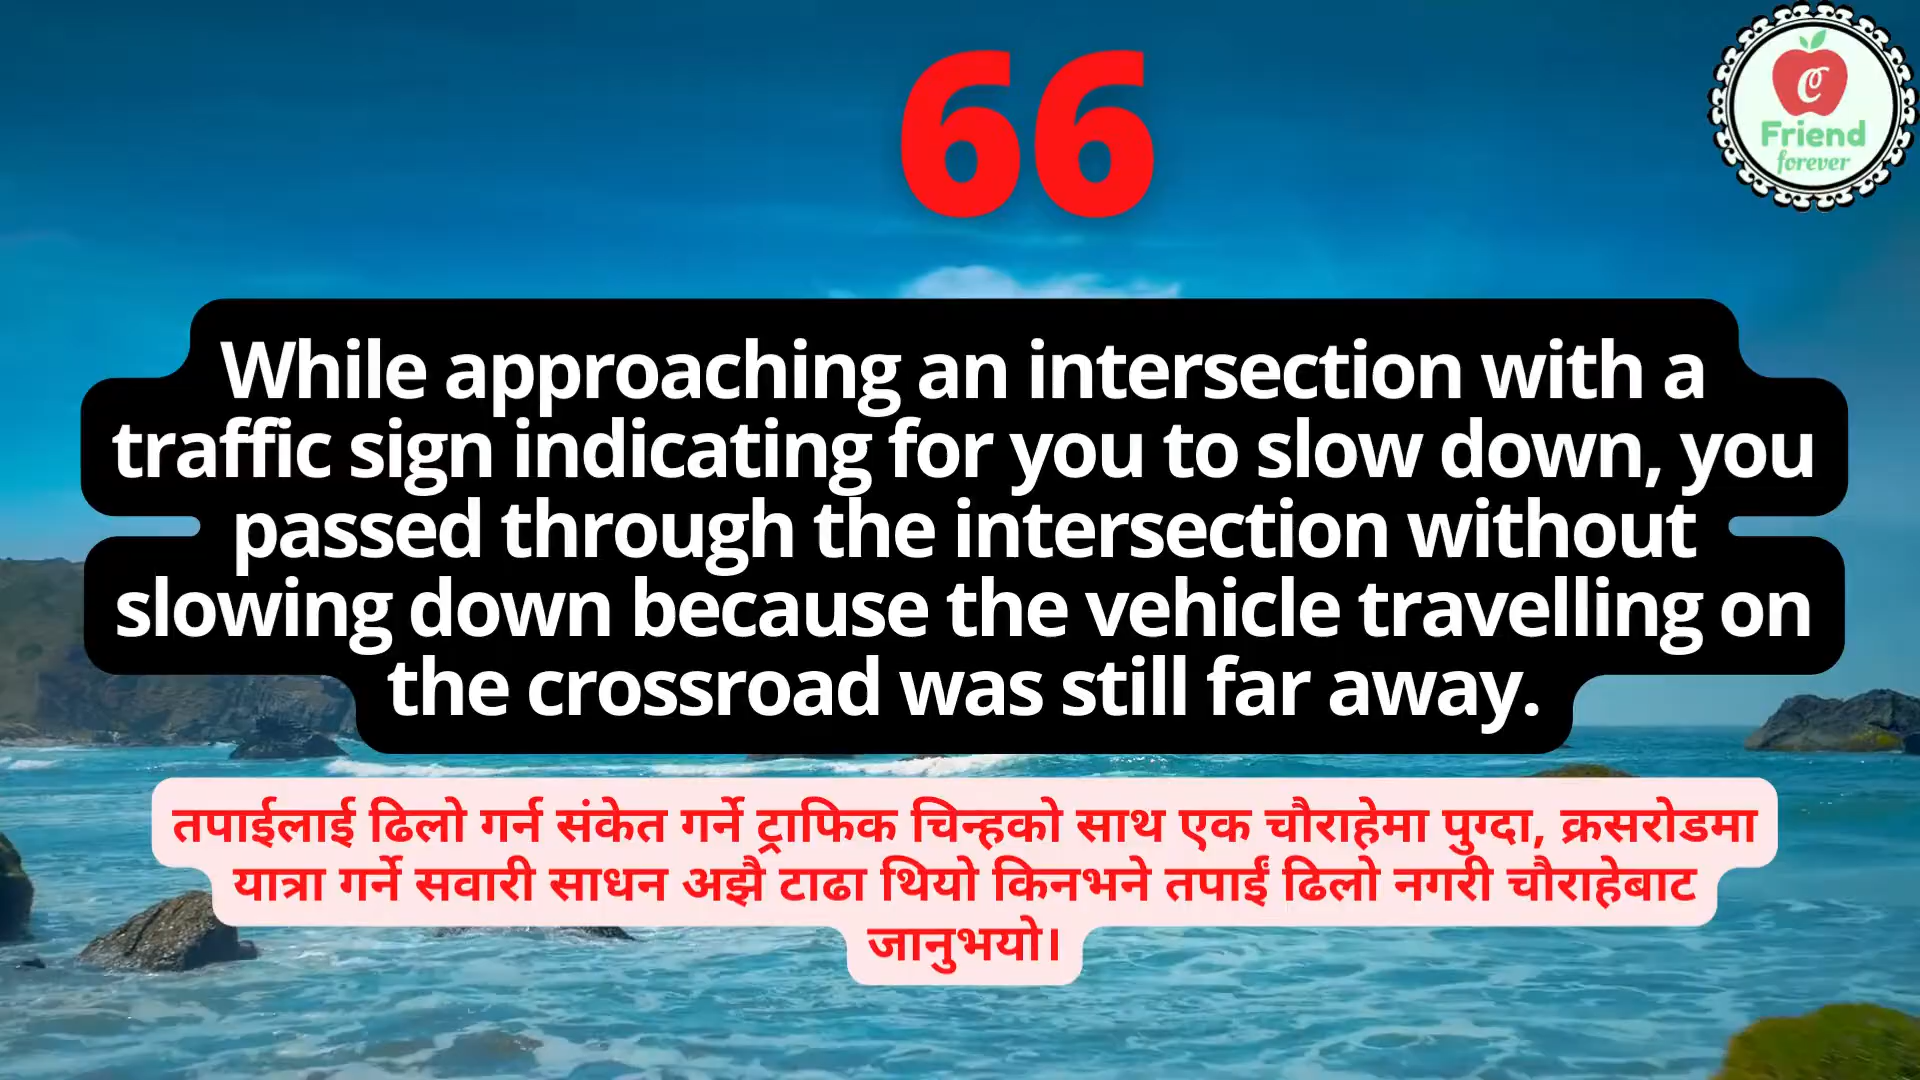 66
C
Friend
forever
While approaching an intersection with a
traffic sign indicating for you to slow down, you
passed through the intersection without
slowing down because the vehicle travelling on
the crossroad was still far away.
तपाईलाई ढिलो गर्न संकेत गर्ने ट्राफिक चिन्हको साथ एक चौराहेमा पुग्दा, क्रसरोडमा
यात्रा गर्ने सवारी साधन अझै टाढा थियो किनभने तपाईं ढिलो नगरी चौराहेबाट
जानुभयो।